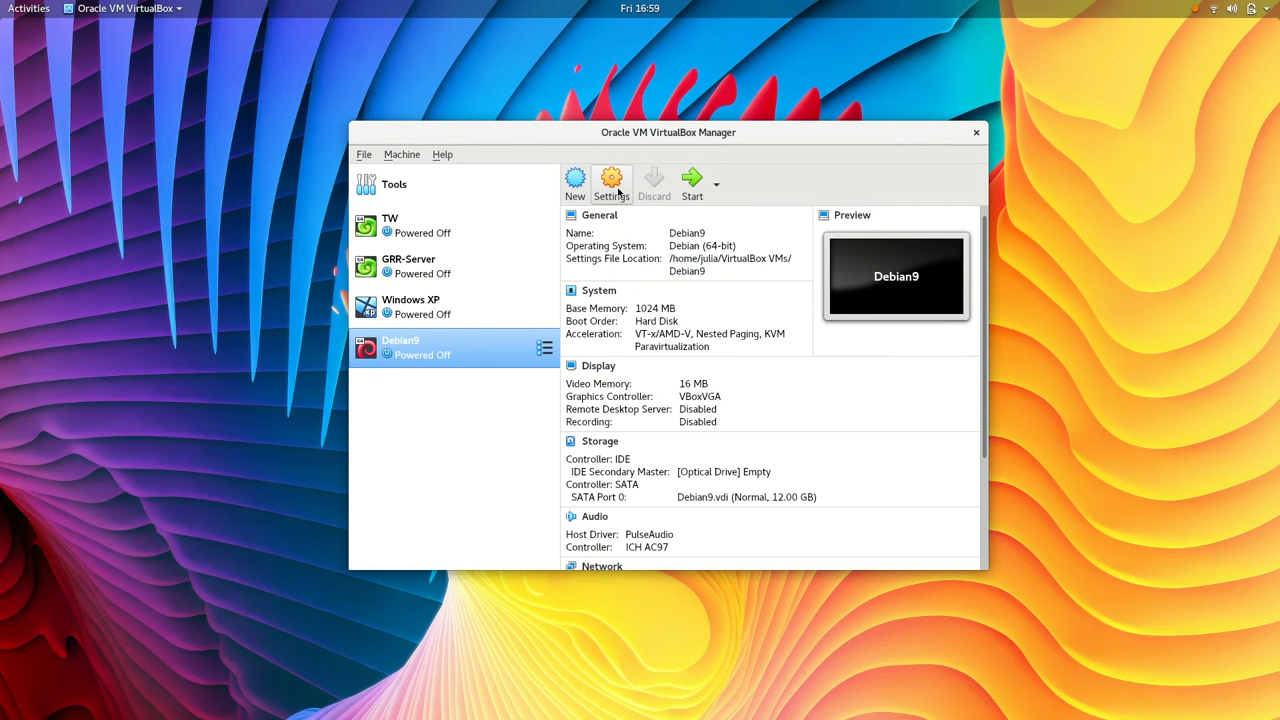 Activities
Oracle VM VirtualBox
Fri 16:59
Oracle VM VirtualBox Manager
File Machine Help
Tools
TW
Powered Off
GRR-Server
Powered Off
Windows XP
Powered Off
Debian9
Powered Off
New
Settings
Discard
Start
General
Name: Debian9
Operating System: Debian (64-bit)
Settings File Location: /home/julia/VirtualBox VMs/
Debian9
System
Base Memory: 1024 MB
Boot Order: Hard Disk
Acceleration: VT-x/AMD-V, Nested Paging, KVM
Paravirtualization
Preview
Debian9
Display
Video Memory: 16 MB
Graphics Controller: VBoxVGA
Remote Desktop Server: Disabled
Recording: Disabled
Storage
Controller: IDE
IDE Secondary Master: [Optical Drive] Empty
Controller: SATA
SATA Port 0: Debian9.vdi (Normal, 12.00 GB)
Audio
Host Driver: PulseAudio
Controller: ICH AC97
Network